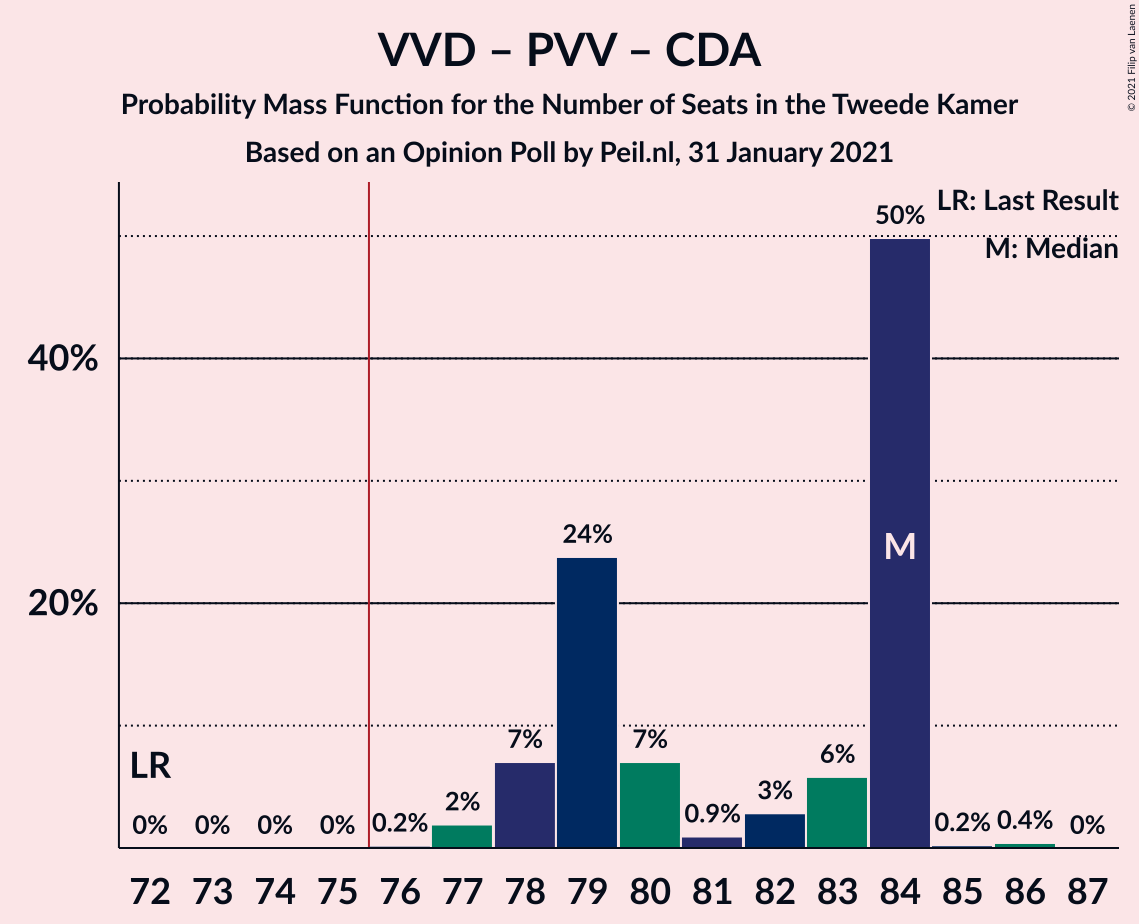 VVD – PVV – CDA
Probability Mass Function for the Number of Seats in the Tweede Kamer
Based on an Opinion Poll by Peil.nl, 31 January 2021
© 2021 Filip van Laenen
LR: Last Result
M: Median
40%
20%
LR
0% 0% 0% 0% 0.2% 2% 7% 24% 7% 0.9% 3% 6% 50% 0.2% 0.4% 0%
M
72 73 74 75 76 77 78 79 80 81 82 83 84 85 86 87